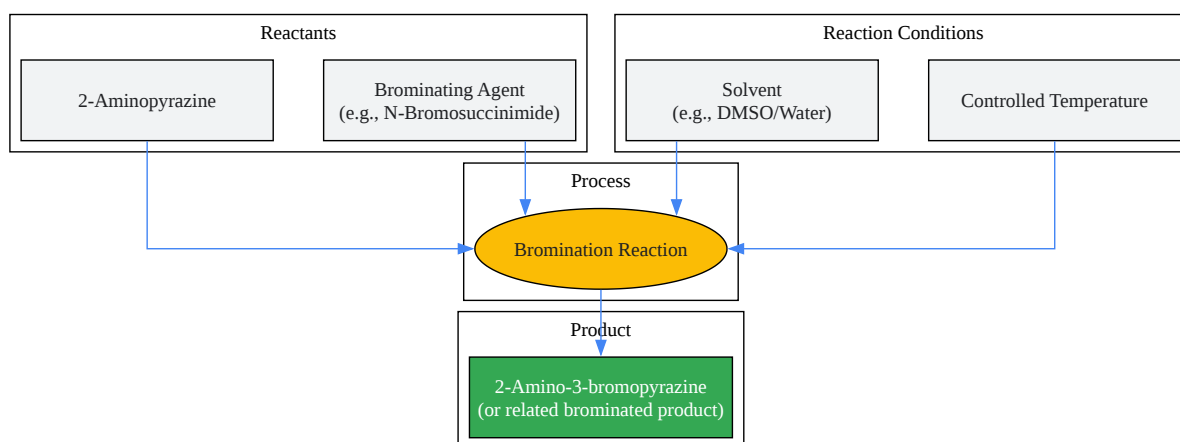 Reactants
Reaction Conditions
2-Aminopyrazine
Brominating Agent
(e.g., N-Bromosuccinimide)
Solvent
(e.g., DMSO/Water)
Controlled Temperature
Process
Bromination Reaction
Product
2-Amino-3-bromopyrazine
(or related brominated product)